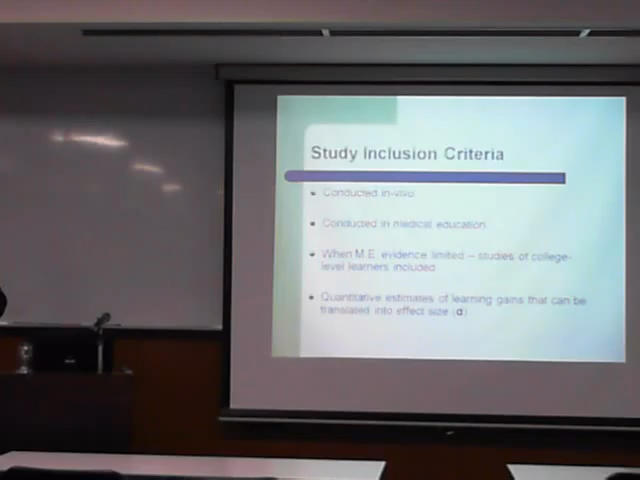 Study Inclusion Criteria
Conducted in-vivo
Conducted in medical education
When M.E. evidence limited – studies of college-
level learners included
Quantitative estimates of learning gains that can be
translated into effect size (d)